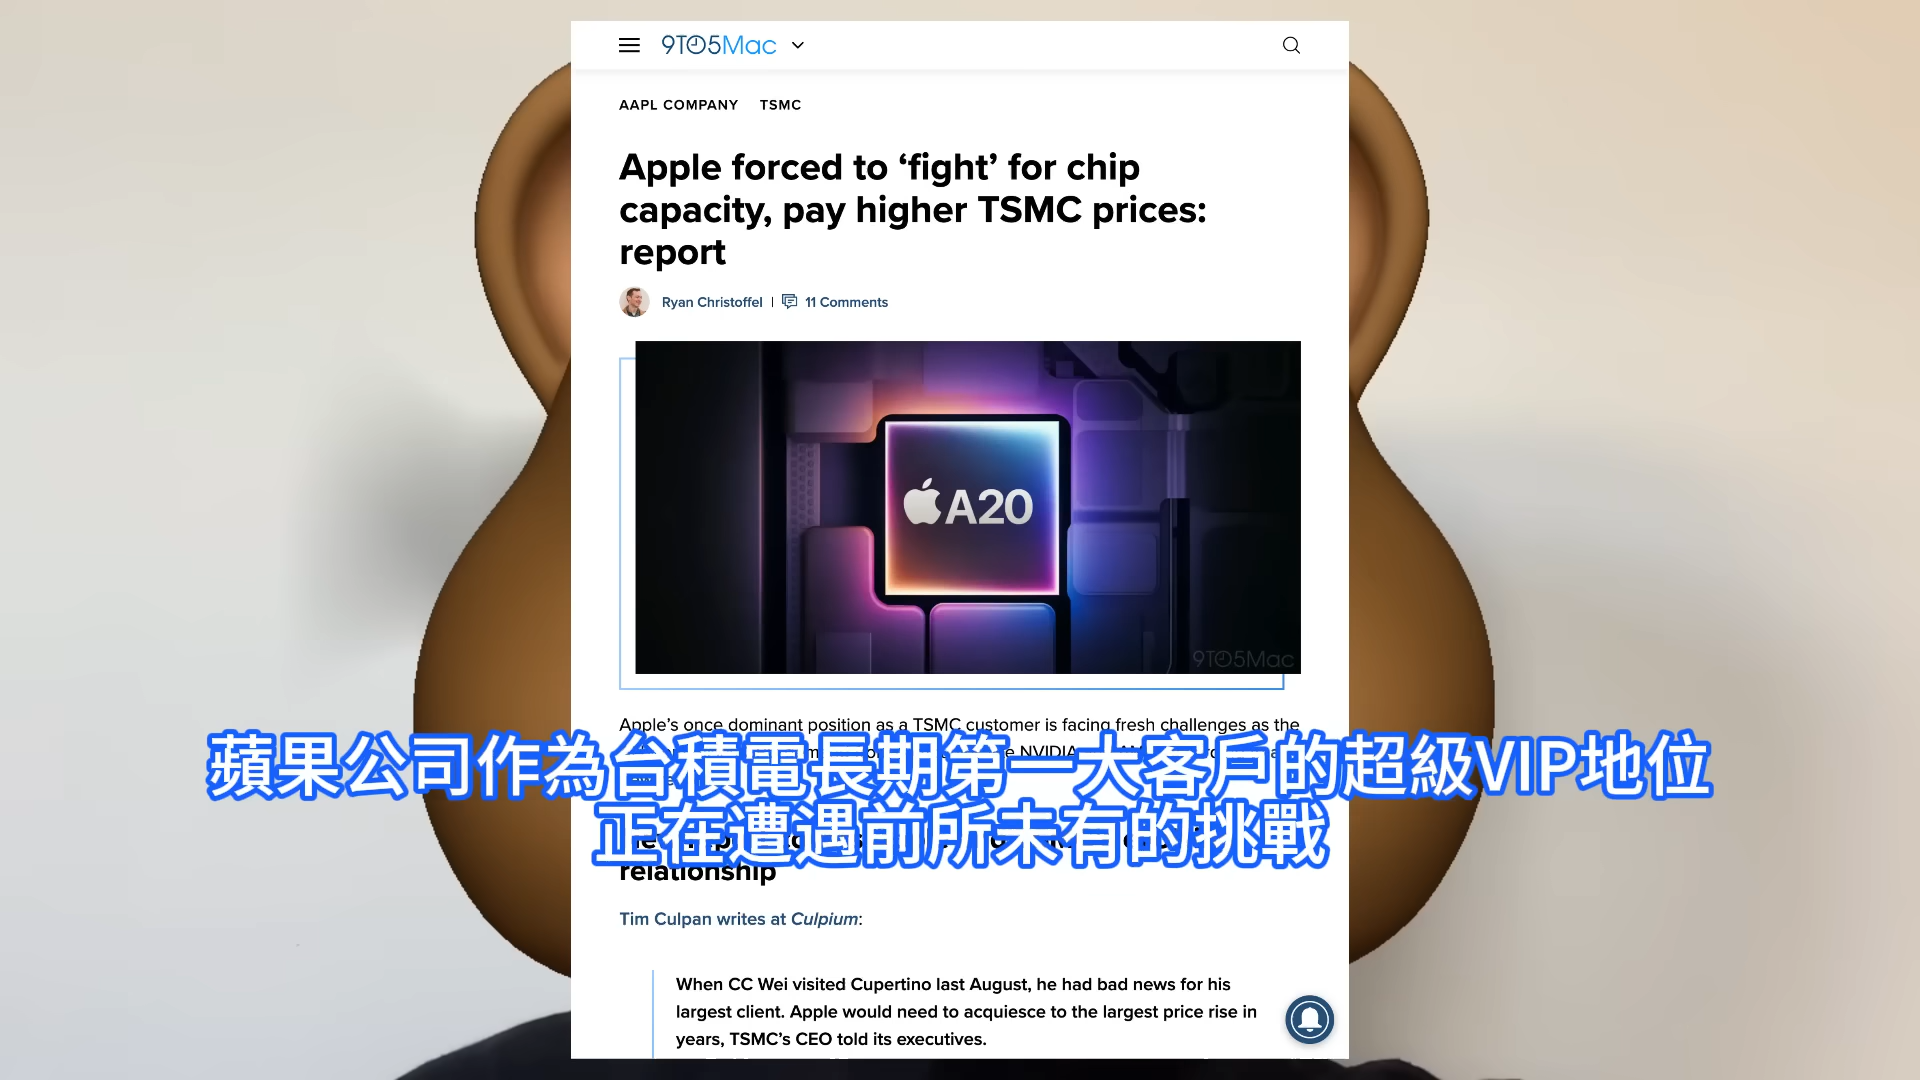 9TO5Mac
AAPL COMPANY TSMC
Apple forced to ‘fight’ for chip
capacity, pay higher TSMC prices:
report
Ryan Christoffel | 11 Comments
A20
9TO5Mac
Apple’s once dominant position as a TSMC customer is facing fresh challenges as the
NVIDIA
蘋果公司作為台積電長期第一大客戶的超級VIP地位
正在遭遇前所未有的挑戰
relationship
Tim Culpan writes at Culpium:
When CC Wei visited Cupertino last August, he had bad news for his
largest client. Apple would need to acquiesce to the largest price rise in
years, TSMC’s CEO told its executives.